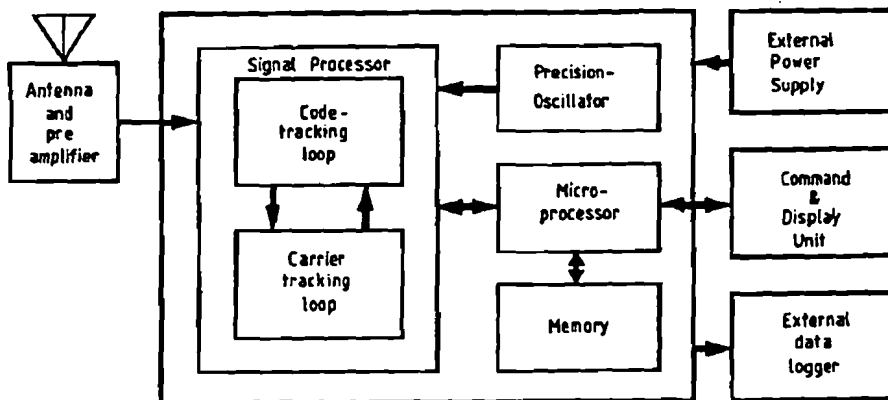 Antenna
and
pre
amplifier
Signal Processor
Code-
tracking
loop
Carrier
tracking
loop
Precision-
Oscillator
Micro-
processor
Memory
External
Power
Supply
Command
&
Display
Unit
External
data
logger